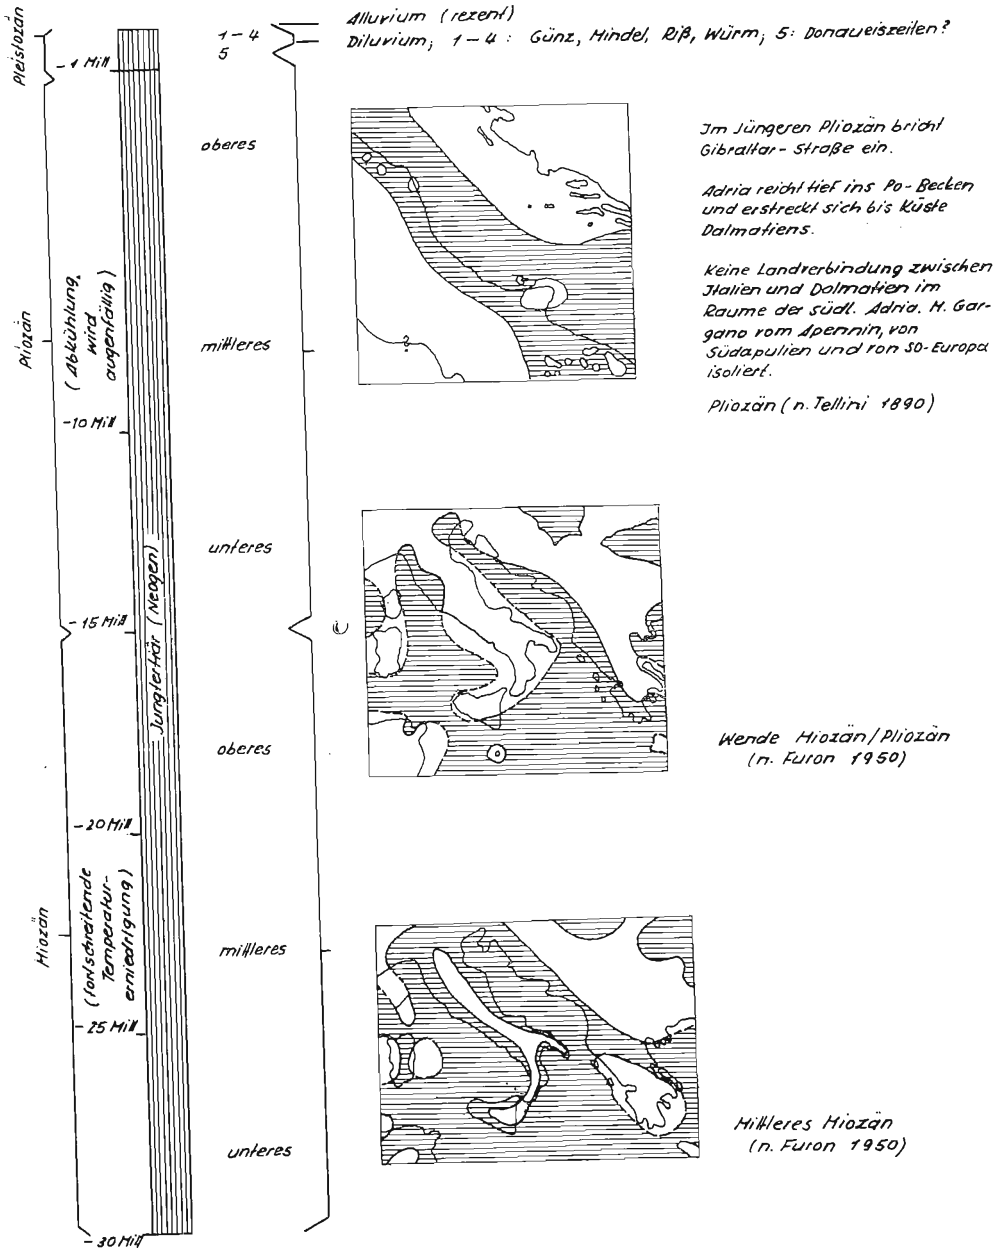 Alluvium (rezent)
1 – 4
Diluvium; 1 – 4 : Günz, Mindel, Riß, Würm; 5: Donaueiszeiten?
5
Pleistozän
– 1 Mill
oberes
Im Jüngeren Pliozän bricht
Gibraltar – Straße ein.
Adria reicht tief ins Po – Becken
und erstreckt sich bis Küste
Dalmatiens.
Keine Landverbindung zwischen
Italien und Dalmatien im
Raume der südl. Adria. M. Gar-
gano vom Apennin, von
Südapulien und von SO-Europa
isoliert.
Pliozän (n. Tellini 1890)
Pliozän
(Abkühlung,
wird
augenfällig)
mittleres
?
– 10 Mill
unteres
– 15 Mill
Jungtertiär (Neogen)
oberes
Wende Miozän/Pliozän
(n. Furon 1950)
– 20 Mill
Miozän
(fortschreitende
Temperatur-
erniedrigung)
mittleres
– 25 Mill
Mittleres Miozän
(n. Furon 1950)
unteres
– 30 Mill